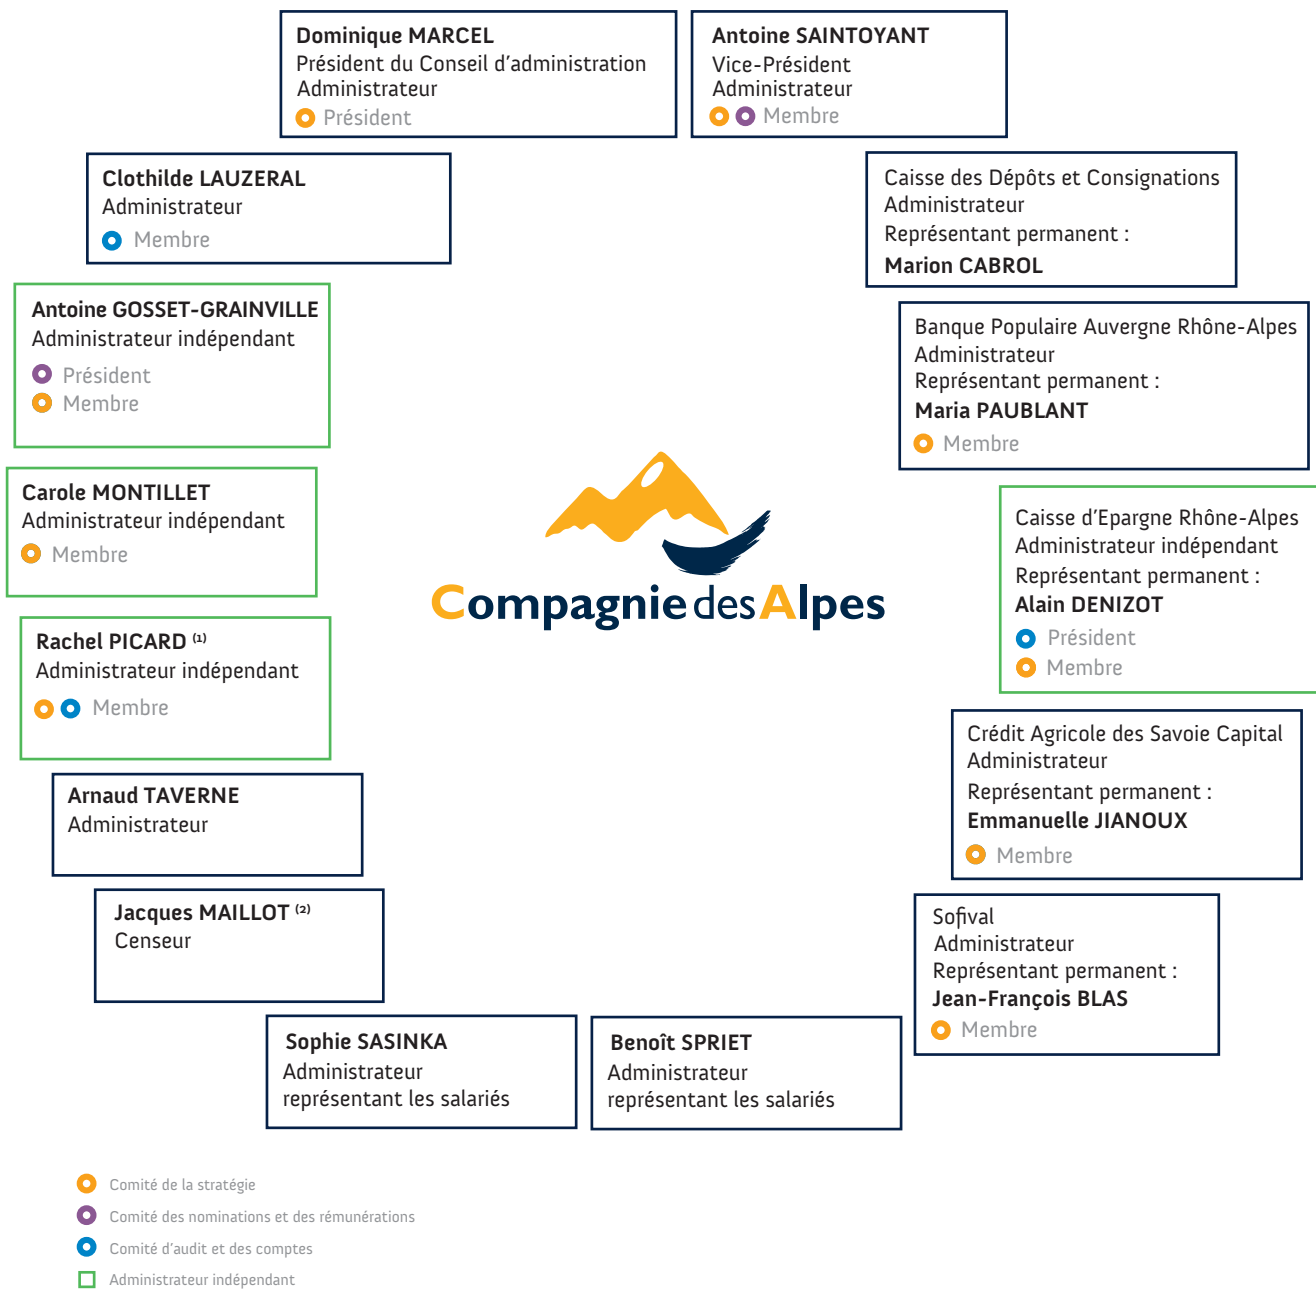 Dominique MARCEL
Président du Conseil d'administration
Administrateur
Président
Antoine SAINTOYANT
Vice-Président
Administrateur
Membre
Clothilde LAUZERAL
Administrateur
Membre
Caisse des Dépôts et Consignations
Administrateur
Représentant permanent :
Marion CABROL
Antoine GOSSET-GRAINVILLE
Administrateur indépendant
Président
Membre
Banque Populaire Auvergne Rhône-Alpes
Administrateur
Représentant permanent :
Maria PAUBLANT
Membre
Carole MONTILLET
Administrateur indépendant
Membre
Compagnie des Alpes
Caisse d'Epargne Rhône-Alpes
Administrateur indépendant
Représentant permanent :
Alain DENIZOT
Président
Membre
Rachel PICARD (1)
Administrateur indépendant
Membre
Crédit Agricole des Savoie Capital
Administrateur
Représentant permanent :
Emmanuelle JIANOUX
Membre
Arnaud TAVERNE
Administrateur
Jacques MAILLOT (2)
Censeur
Sofival
Administrateur
Représentant permanent :
Jean-François BLAS
Membre
Sophie SASINKA
Administrateur
représentant les salariés
Benoît SPRIET
Administrateur
représentant les salariés
Comité de la stratégie
Comité des nominations et des rémunérations
Comité d'audit et des comptes
Administrateur indépendant